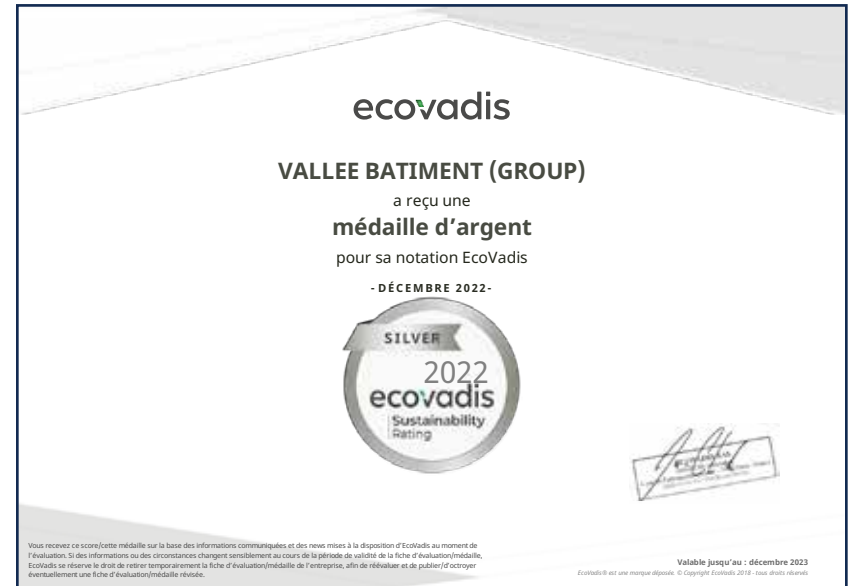 ecovadis
VALLEE BATIMENT (GROUP)
a reçu une
médaille d’argent
pour sa notation EcoVadis
- DÉCEMBRE 2022-
SILVER
2022
ecovadis
Sustainability
Rating
Vous recevez ce score/cette médaille sur la base des informations communiquées et des news mises à la disposition d’EcoVadis au moment de
l’évaluation. Si des informations ou des circonstances changent sensiblement au cours de la période de validité de la fiche d’évaluation/médaille,
EcoVadis se réserve le droit de retirer temporairement la fiche d’évaluation/médaille de l’entreprise, afin de réévaluer et de publier/d’octroyer
éventuellement une fiche d’évaluation/médaille révisée.
Valable jusqu’au : décembre 2023
EcoVadis® est une marque déposée. © Copyright EcoVadis 2018 - tous droits réservés